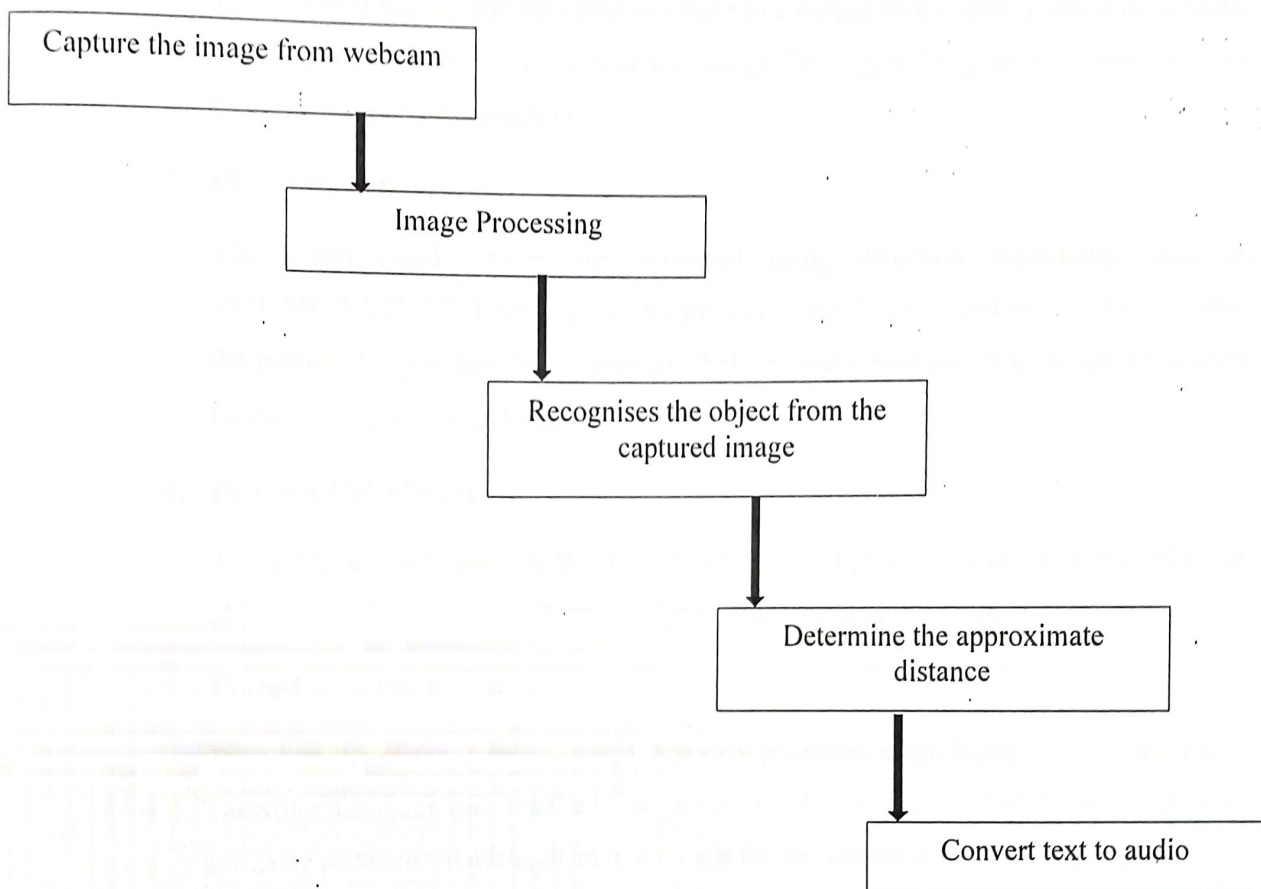 Capture the image from webcam
Image Processing
Recognises the object from the
captured image
Determine the approximate
distance
Convert text to audio